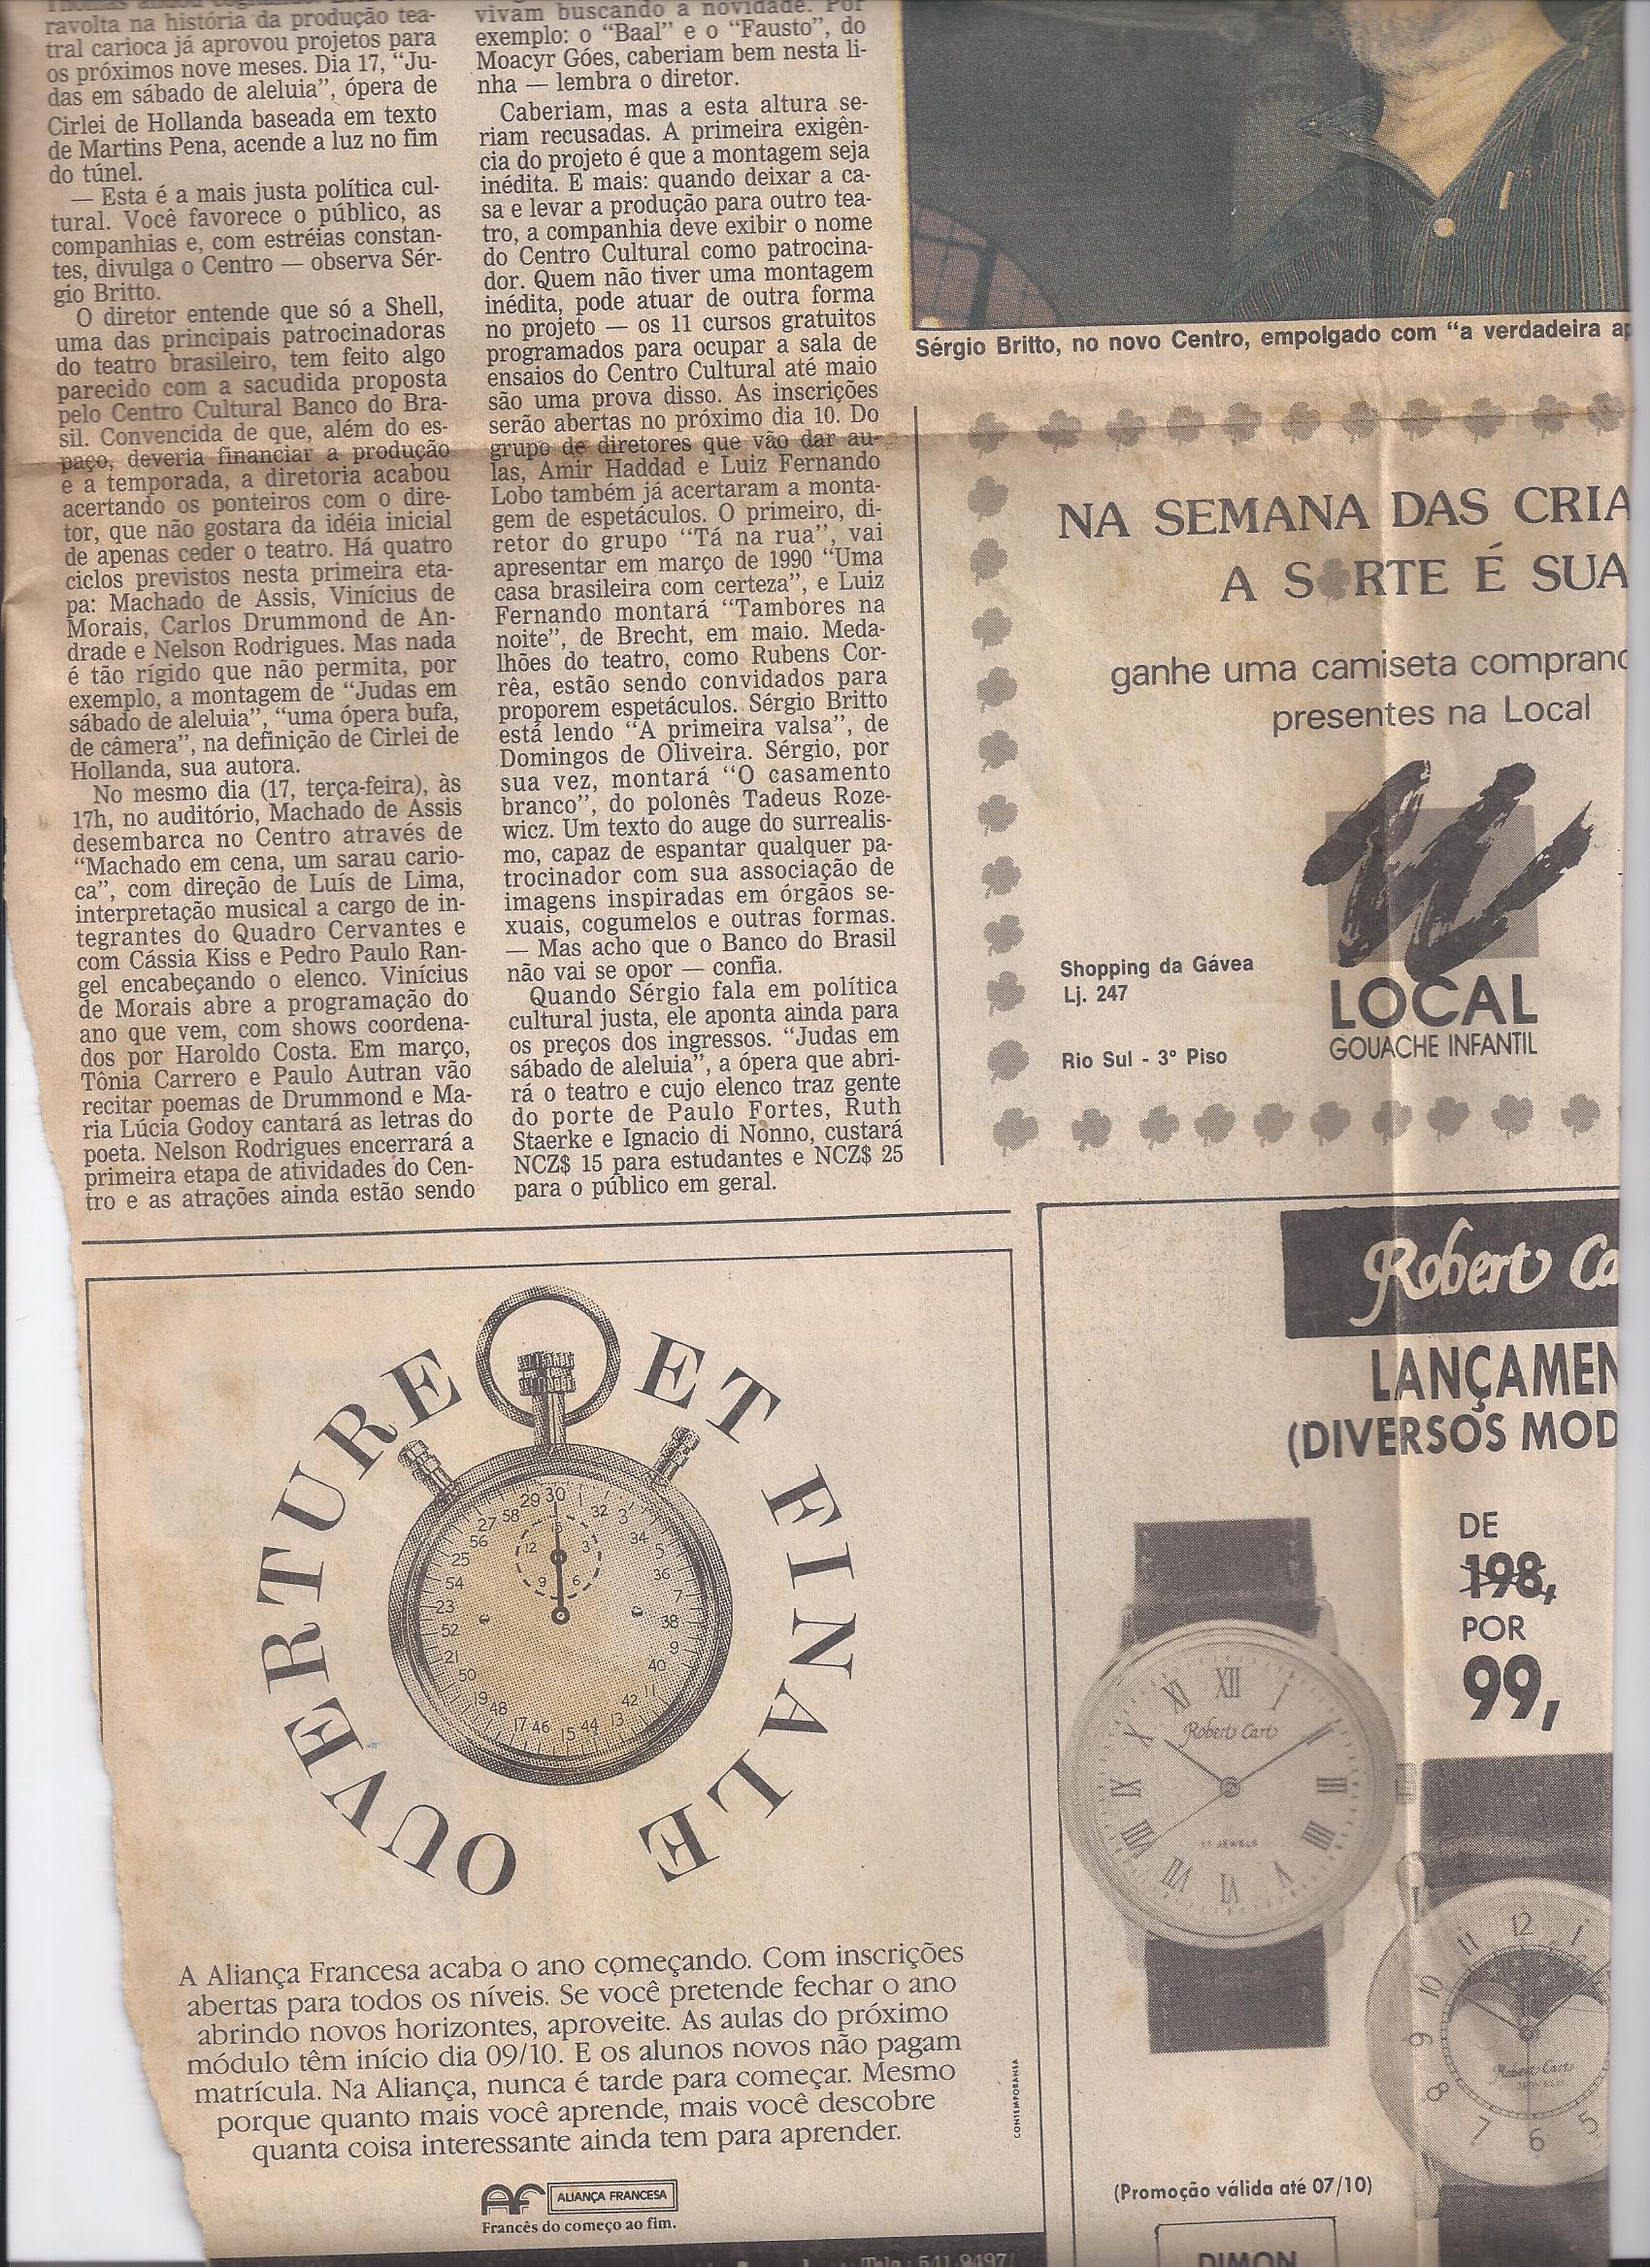 ravolta na história da produção tea-
tral carioca já aprovou projetos para
os próximos nove meses. Dia 17, “Ju-
das em sábado de aleluia”, ópera de
Cirlei de Hollanda baseada em texto
de Martins Pena, acende a luz no fim
do túnel.
— Esta é a mais justa política cul-
tural. Você favorece o público, as
companhias e, com estréias constan-
tes, divulga o Centro — observa Sér-
gio Britto.
O diretor entende que só a Shell,
uma das principais patrocinadoras
do teatro brasileiro, tem feito algo
parecido com a sacudida proposta
pelo Centro Cultural Banco do Bra-
sil. Convencida de que, além do es-
paço, deveria financiar a produção
e a temporada, a diretoria acabou
acertando os ponteiros com o dire-
tor, que não gostara da idéia inicial
de apenas ceder o teatro. Há quatro
ciclos previstos nesta primeira eta-
pa: Machado de Assis, Vinícius de
Morais, Carlos Drummond de An-
drade e Nelson Rodrigues. Mas nada
é tão rígido que não permita, por
exemplo, a montagem de “Judas em
sábado de aleluia”, “uma ópera bufa,
de câmera”, na definição de Cirlei de
Hollanda, sua autora.
No mesmo dia (17, terça-feira), às
17h, no auditório, Machado de Assis
desembarca no Centro através de
“Machado em cena, um sarau cario-
ca”, com direção de Luís de Lima,
interpretação musical a cargo de in-
tegrantes do Quadro Cervantes e
com Cássia Kiss e Pedro Paulo Ran-
gel encabeçando o elenco. Vinícius
de Morais abre a programação do
ano que vem, com shows coordena-
dos por Haroldo Costa. Em março,
Tônia Carrero e Paulo Autran vão
recitar poemas de Drummond e Ma-
ria Lúcia Godoy cantará as letras do
poeta. Nelson Rodrigues encerrará a
primeira etapa de atividades do Cen-
tro e as atrações ainda estão sendo
vivam buscando a novidade. Por
exemplo: o “Baal” e o “Fausto”, do
Moacyr Góes, caberiam bem nesta li-
nha — lembra o diretor.
Caberiam, mas a esta altura se-
riam recusadas. A primeira exigên-
cia do projeto é que a montagem seja
inédita. E mais: quando deixar a ca-
sa e levar a produção para outro tea-
tro, a companhia deve exibir o nome
do Centro Cultural como patrocina-
dor. Quem não tiver uma montagem
inédita, pode atuar de outra forma
no projeto — os 11 cursos gratuitos
programados para ocupar a sala de
ensaios do Centro Cultural até maio
são uma prova disso. As inscrições
serão abertas no próximo dia 10. Do
grupo de diretores que vão dar au-
las, Amir Haddad e Luiz Fernando
Lobo também já acertaram a monta-
gem de espetáculos. O primeiro, di-
retor do grupo “Tá na rua”, vai
apresentar em março de 1990 “Uma
casa brasileira com certeza”, e Luiz
Fernando montará “Tambores na
noite”, de Brecht, em maio. Meda-
lhões do teatro, como Rubens Cor-
rêa, estão sendo convidados para
proporem espetáculos. Sérgio Britto
está lendo “A primeira valsa”, de
Domingos de Oliveira. Sérgio, por
sua vez, montará “O casamento
branco”, do polonês Tadeus Roze-
wicz. Um texto do auge do surrealis-
mo, capaz de espantar qualquer pa-
trocinador com sua associação de
imagens inspiradas em órgãos se-
xuais, cogumelos e outras formas.
— Mas acho que o Banco do Brasil
não vai se opor — confia.
Quando Sérgio fala em política
cultural justa, ele aponta ainda para
os preços dos ingressos. “Judas em
sábado de aleluia”, a ópera que abri-
rá o teatro e cujo elenco traz gente
do porte de Paulo Fortes, Ruth
Staerke e Ignacio di Nonno, custará
NCZ$ 15 para estudantes e NCZ$ 25
para o público em geral.
Sérgio Britto, no novo Centro, empolgado com “a verdadeira ap
NA SEMANA DAS CRIA
A SORTE É SUA
ganhe uma camiseta comprand
presentes na Local
Shopping da Gávea
Lj. 247
Rio Sul - 3º Piso
LOCAL
GOUACHE INFANTIL
OUVERTURE ET FINALE
A Aliança Francesa acaba o ano começando. Com inscrições
abertas para todos os níveis. Se você pretende fechar o ano
abrindo novos horizontes, aproveite. As aulas do próximo
módulo têm início dia 09/10. E os alunos novos não pagam
matrícula. Na Aliança, nunca é tarde para começar. Mesmo
porque quanto mais você aprende, mais você descobre
quanta coisa interessante ainda tem para aprender.
CONTEMPORÂNEA
AF ALIANÇA FRANCESA
Francês do começo ao fim.
Tels.: 541.9497/
Roberto Ca
LANÇAMEN
(DIVERSOS MOD
DE
198,
POR
99,
XII I III IIII V VI VII VIII IX X XI
Roberto Carti
17 JEWELS
12 1 5 6 7 8 9 10 11
Roberto Carti
(Promoção válida até 07/10)
DIMON